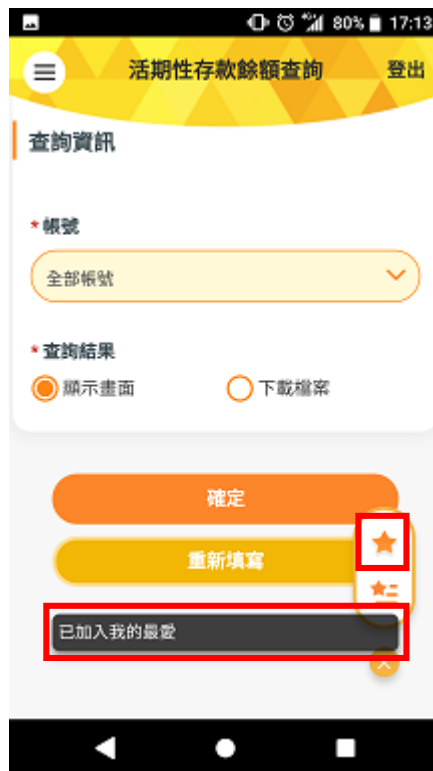 80% 17:13
活期性存款餘額查詢 登出
查詢資訊
*帳號
全部帳號
*查詢結果
顯示畫面 下載檔案
確定
重新填寫
已加入我的最愛